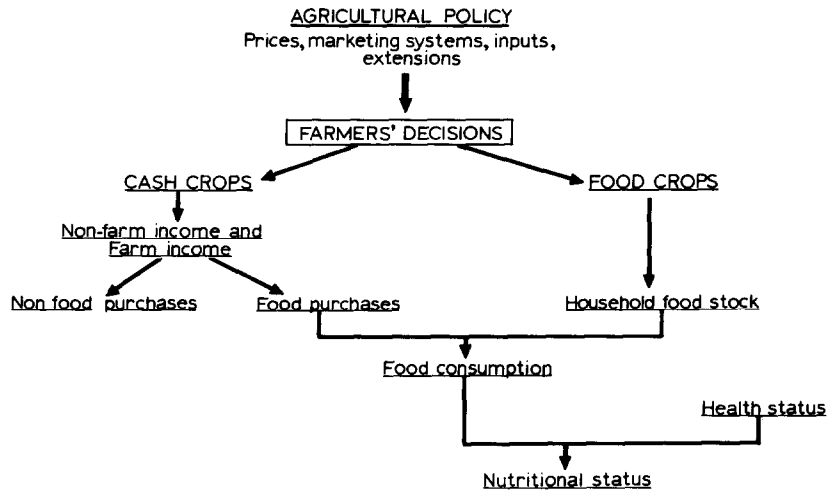 AGRICULTURAL POLICY
Prices, marketing systems, inputs,
extensions
FARMERS' DECISIONS
CASH CROPS
FOOD CROPS
Non-farm income and
Farm income
Non food purchases
Food purchases
Household food stock
Food consumption
Health status
Nutritional status